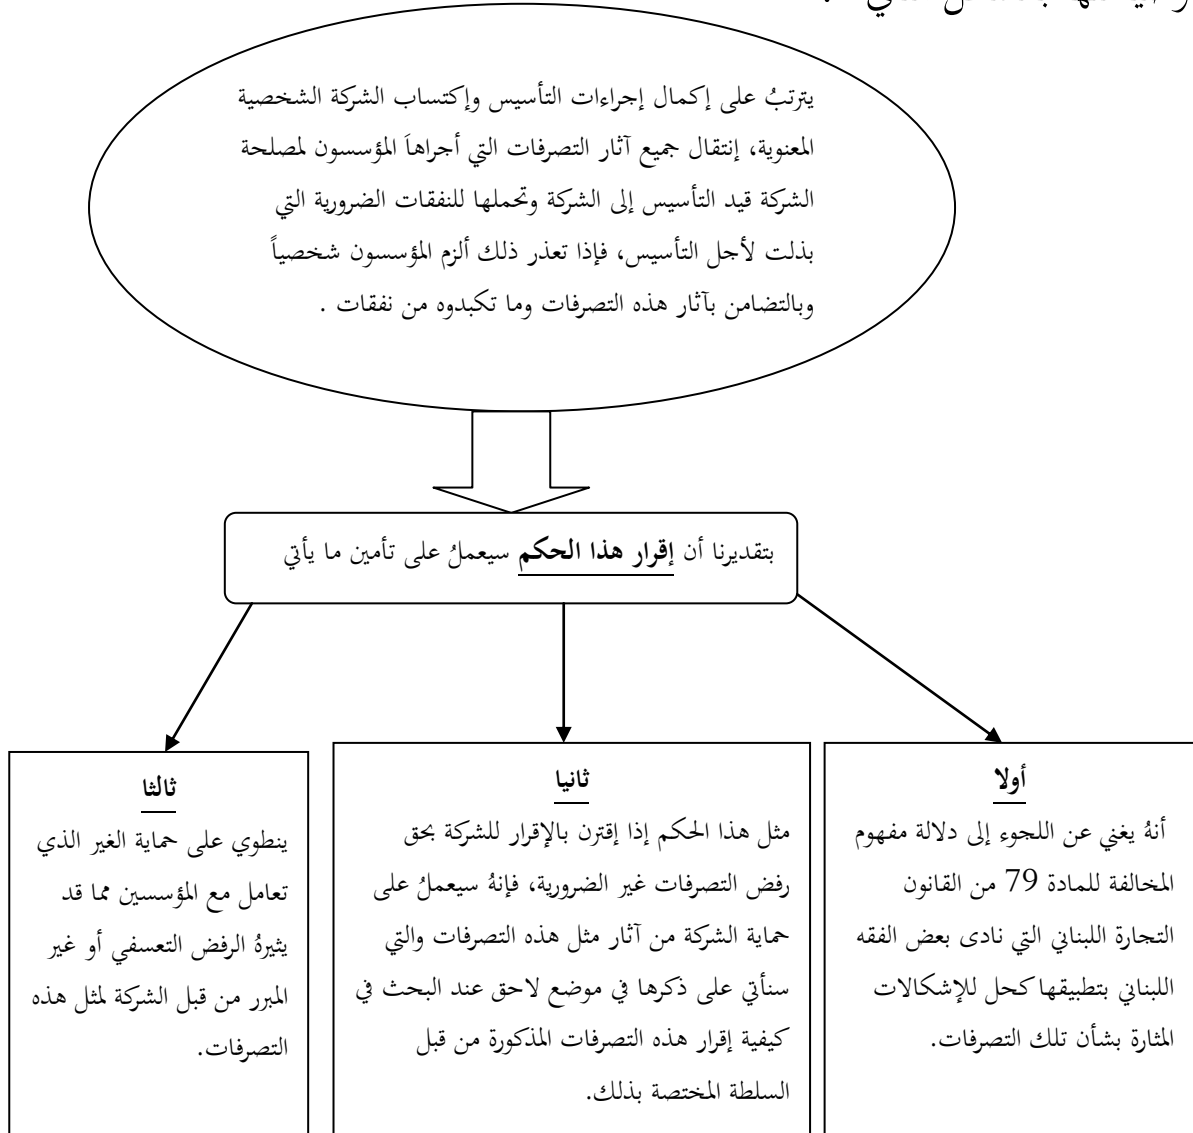 يترتبُ على إكمال إجراءات التأسيس وإكتساب الشركة الشخصية
المعنوية، إنتقال جميع آثار التصرفات التي أجراهاَ المؤسسون لمصلحة
الشركة قيد التأسيس إلى الشركة وتحملها للنفقات الضرورية التي
بذلت لأجل التأسيس، فإذا تعذر ذلك ألزم المؤسسون شخصياً
وبالتضامن بآثار هذه التصرفات وما تكبدوه من نفقات .
بتقديرنا أن إقرار هذا الحكم سيعملُ على تأمين ما يأتي
أولا
أنهُ يغني عن اللجوء إلى دلالة مفهوم
المخالفة للمادة 79 من القانون
التجارة اللبناني التي نادى بعض الفقه
اللبناني بتطبيقها كحل للإشكالات
المثارة بشأن تلك التصرفات.
ثانيا
مثل هذا الحكم إذا إقترن بالإقرار للشركة بحق
رفض التصرفات غير الضرورية، فإنهُ سيعملُ على
حماية الشركة من آثار مثل هذه التصرفات والتي
سنأتي على ذكرها في موضع لاحق عند البحث في
كيفية إقرار هذه التصرفات المذكورة من قبل
السلطة المختصة بذلك.
ثالثا
ينطوي على حماية الغير الذي
تعامل مع المؤسسين مما قد
يثيرهُ الرفض التعسفي أو غير
المبرر من قبل الشركة لمثل هذه
التصرفات.